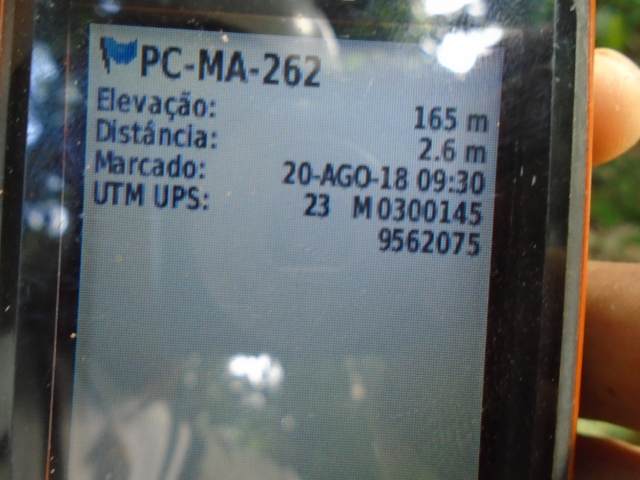 PC-MA-262
Elevação: 165 m
Distância: 2.6 m
Marcado: 20-AGO-18 09:30
UTM UPS: 23 M 0300145
9562075